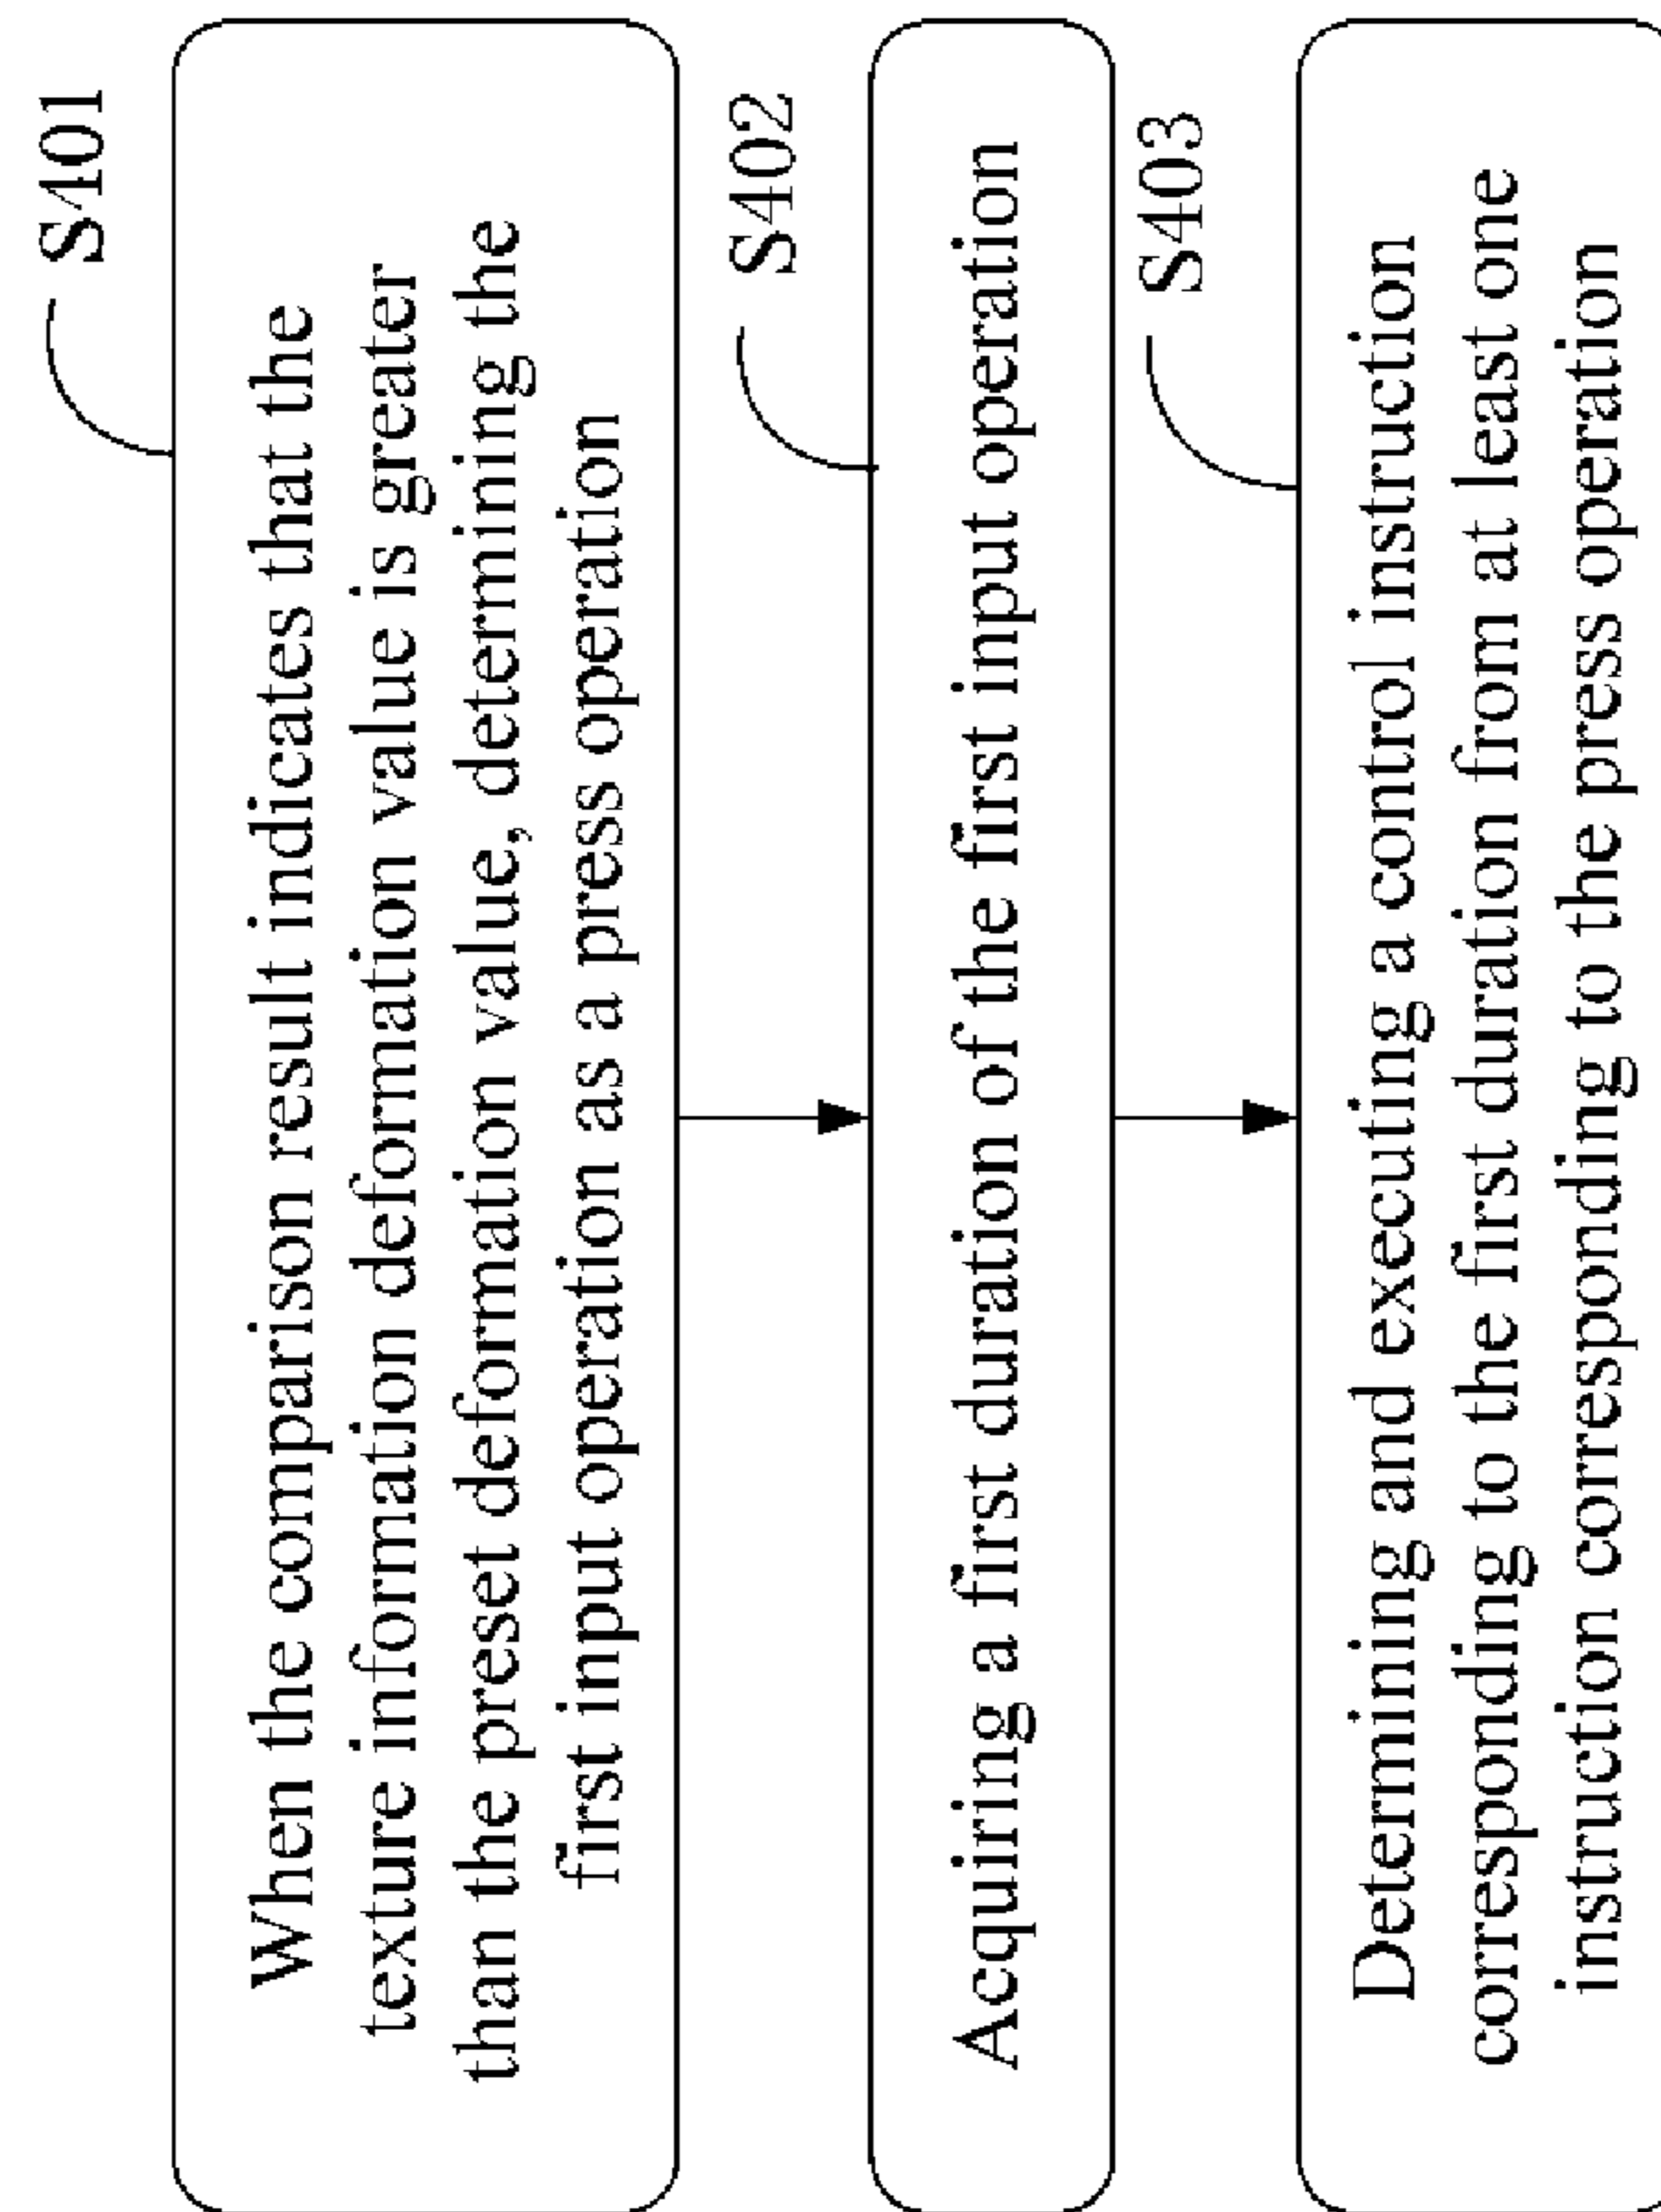 S401
When the comparison result indicates that the
texture information deformation value is greater
than the preset deformation value, determining the
first input operation as a press operation
S402
Acquiring a first duration of the first input operation
S403
Determining and executing a control instruction
corresponding to the first duration from at least one
instruction corresponding to the press operation